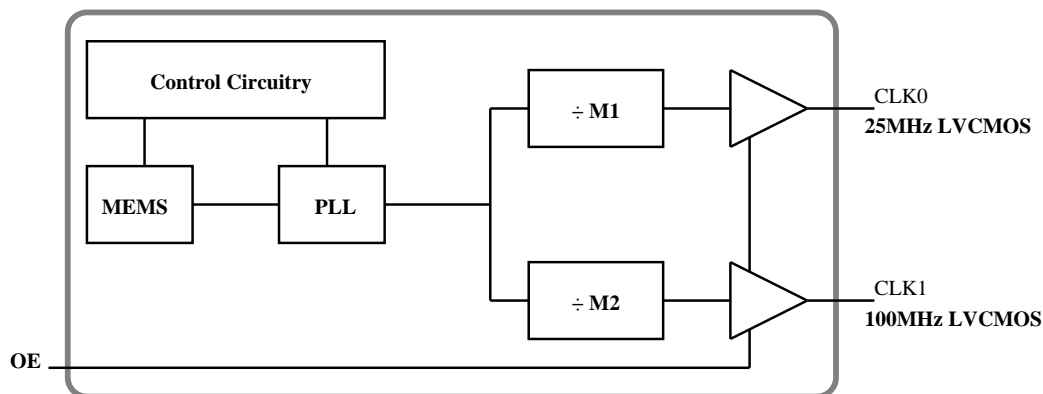 Control Circuitry
MEMS
PLL
÷ M1
÷ M2
CLK0
25MHz LVCMOS
CLK1
100MHz LVCMOS
OE